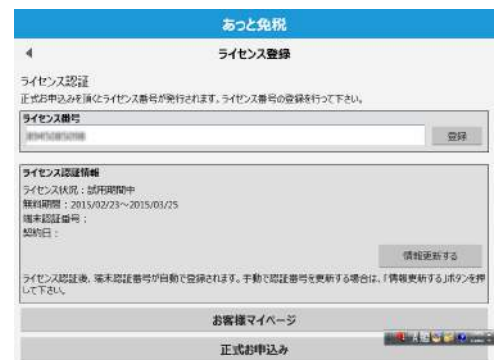 あっと免税
ライセンス登録
ライセンス認証
正式お申込みを頂くとライセンス番号が発行されます。ライセンス番号の登録を行って下さい。
ライセンス番号
登録
ライセンス認証情報
ライセンス状況：試用期間中
無料期間：2015/02/23～2015/03/25
端末認証番号：
契約日：
情報更新する
ライセンス認証後、端末認証番号が自動で登録されます。手動で認証番号を更新する場合は、「情報更新する」ボタンを押
して下さい。
お客様マイページ
正式お申込み